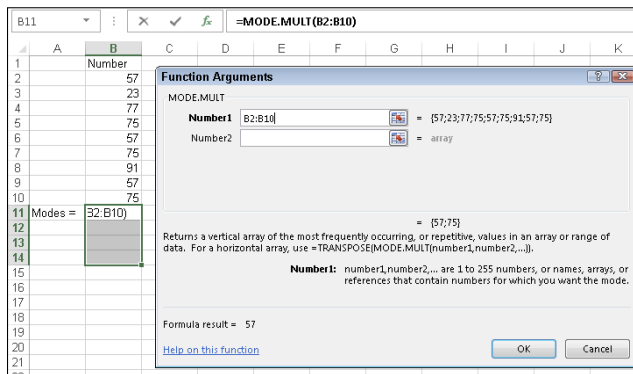 B11 fx =MODE.MULT(B2:B10)
A B C D E F G H I J K
1 Number
2 57
3 23
4 77
5 75
6 57
7 75
8 91
9 57
10 75
11 Modes = B2:B10)
12
13
14
15
16
17
18
19
20
21
Function Arguments
MODE.MULT
Number1 B2:B10 = {57;23;77;75;57;75;91;57;75}
Number2 = array
= {57;75}
Returns a vertical array of the most frequently occurring, or repetitive, values in an array or range of
data. For a horizontal array, use =TRANSPOSE(MODE.MULT(number1,number2,...)).
Number1: number1,number2,... are 1 to 255 numbers, or names, arrays, or
references that contain numbers for which you want the mode.
Formula result = 57
Help on this function
OK Cancel